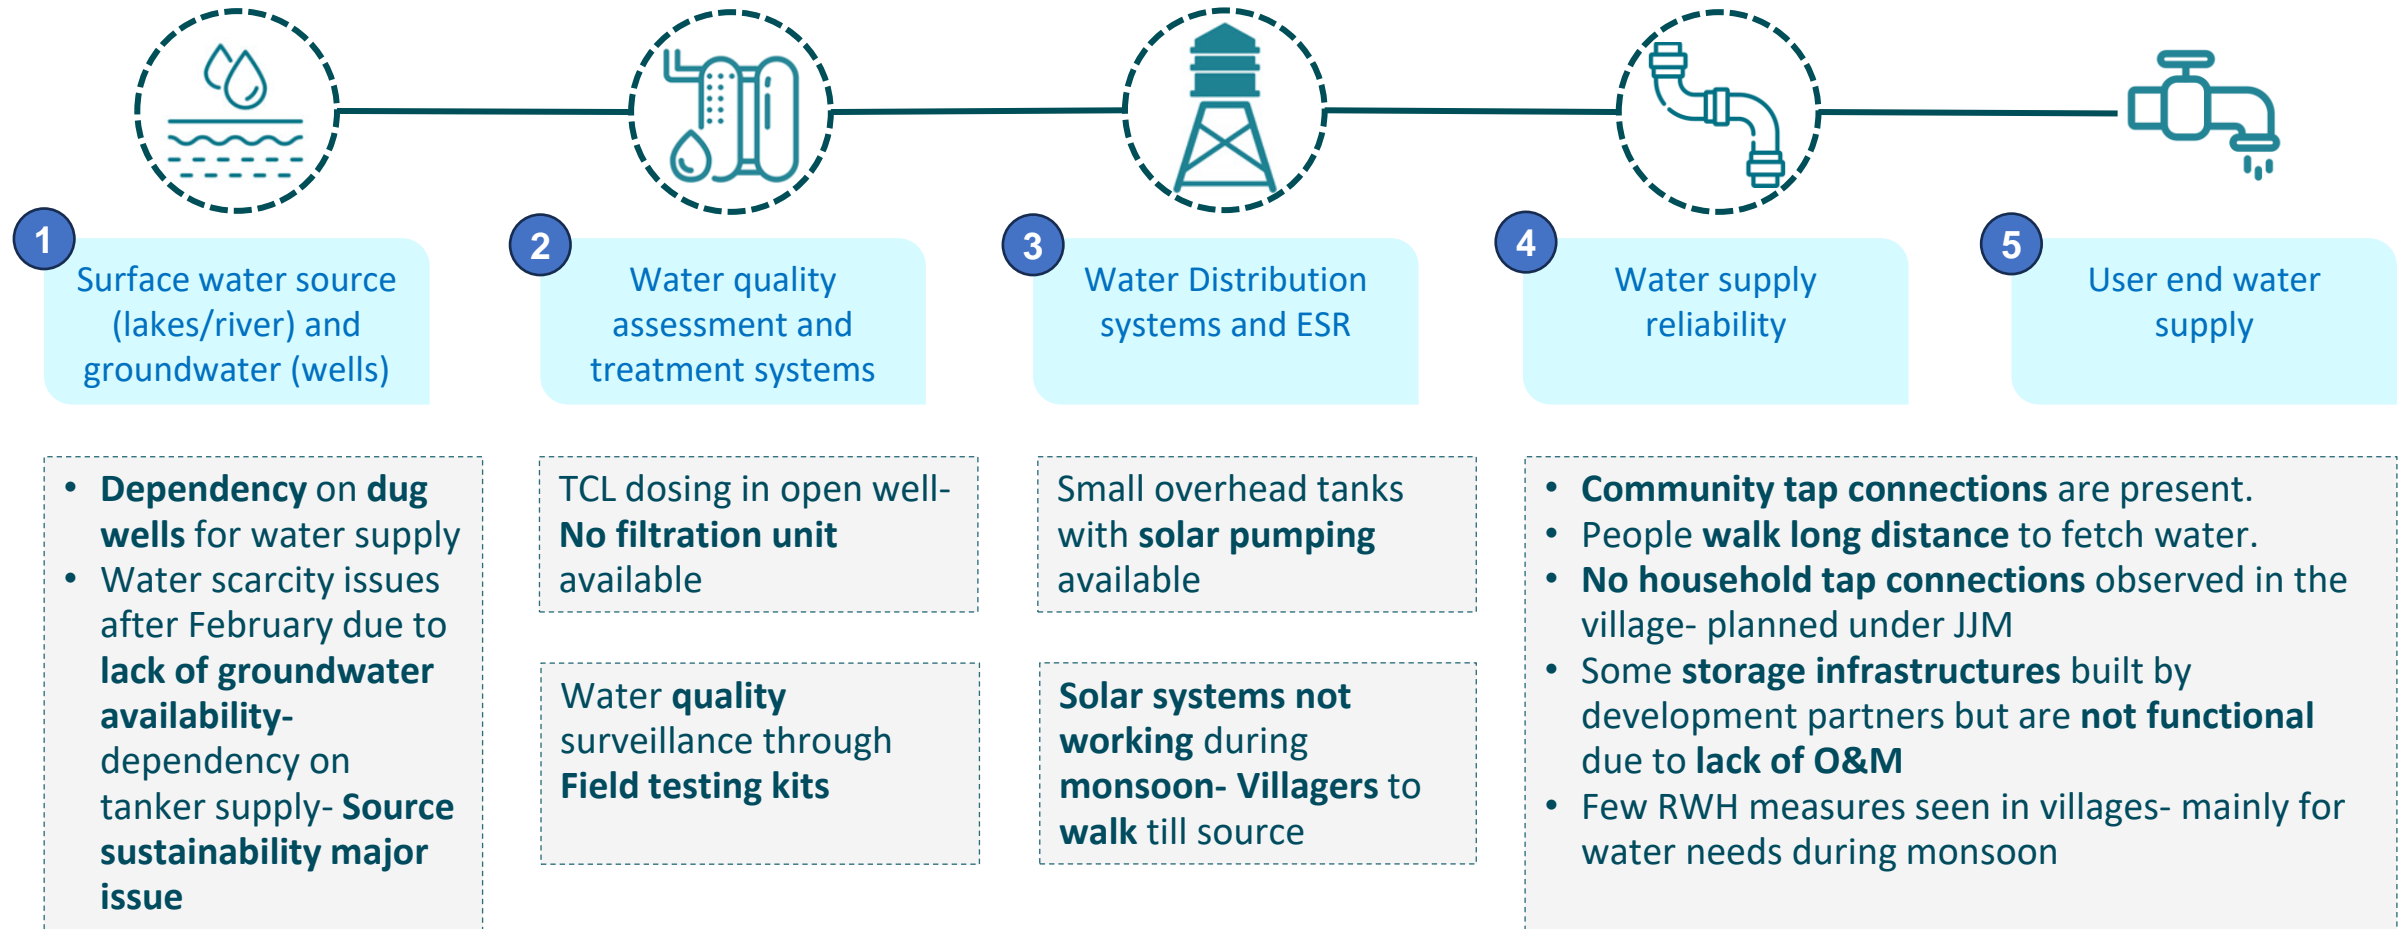 1
Surface water source
(lakes/river) and
groundwater (wells)
2
Water quality
assessment and
treatment systems
3
Water Distribution
systems and ESR
4
Water supply
reliability
5
User end water
supply
• Dependency on dug
wells for water supply
• Water scarcity issues
after February due to
lack of groundwater
availability-
dependency on
tanker supply- Source
sustainability major
issue
TCL dosing in open well-
No filtration unit
available
Water quality
surveillance through
Field testing kits
Small overhead tanks
with solar pumping
available
Solar systems not
working during
monsoon- Villagers to
walk till source
• Community tap connections are present.
• People walk long distance to fetch water.
• No household tap connections observed in the
village- planned under JJM
• Some storage infrastructures built by
development partners but are not functional
due to lack of O&M
• Few RWH measures seen in villages- mainly for
water needs during monsoon